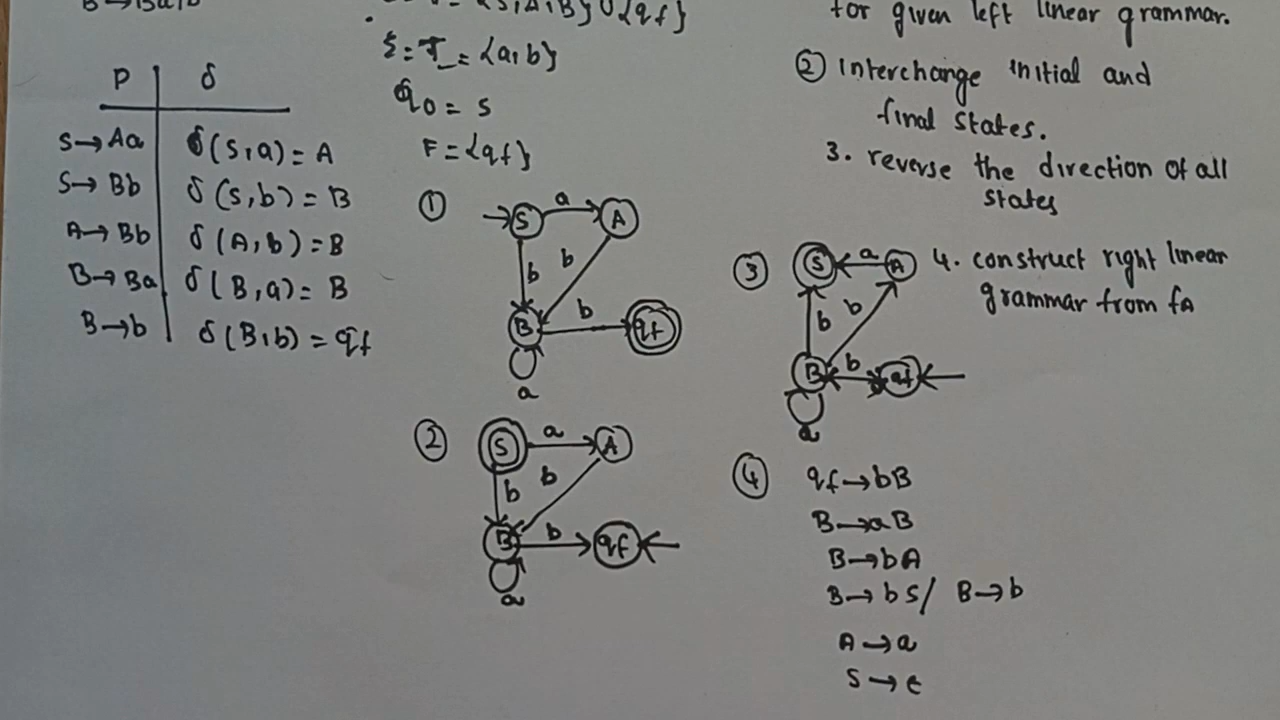 B→Ba/b
= {S,A,B}∪{qf}
Σ=T = {a,b}
q0 = S
F = {qf}
P δ
S→Aa δ(S,a) = A
S→Bb δ(S,b) = B
A→Bb δ(A,b) = B
B→Ba δ(B,a) = B
B→b δ(B,b) = qf
①
S a A
b b
B b qf
a
②
S a A
b b
B b qf
a
for given left linear grammar.
② Interchange initial and
final states.
3. reverse the direction of all
states
③
S a A
b b
B b qf
a
4. construct right linear
grammar from fA
④ qf→bB
B→aB
B→bA
B→bS/ B→b
A→a
S→ε